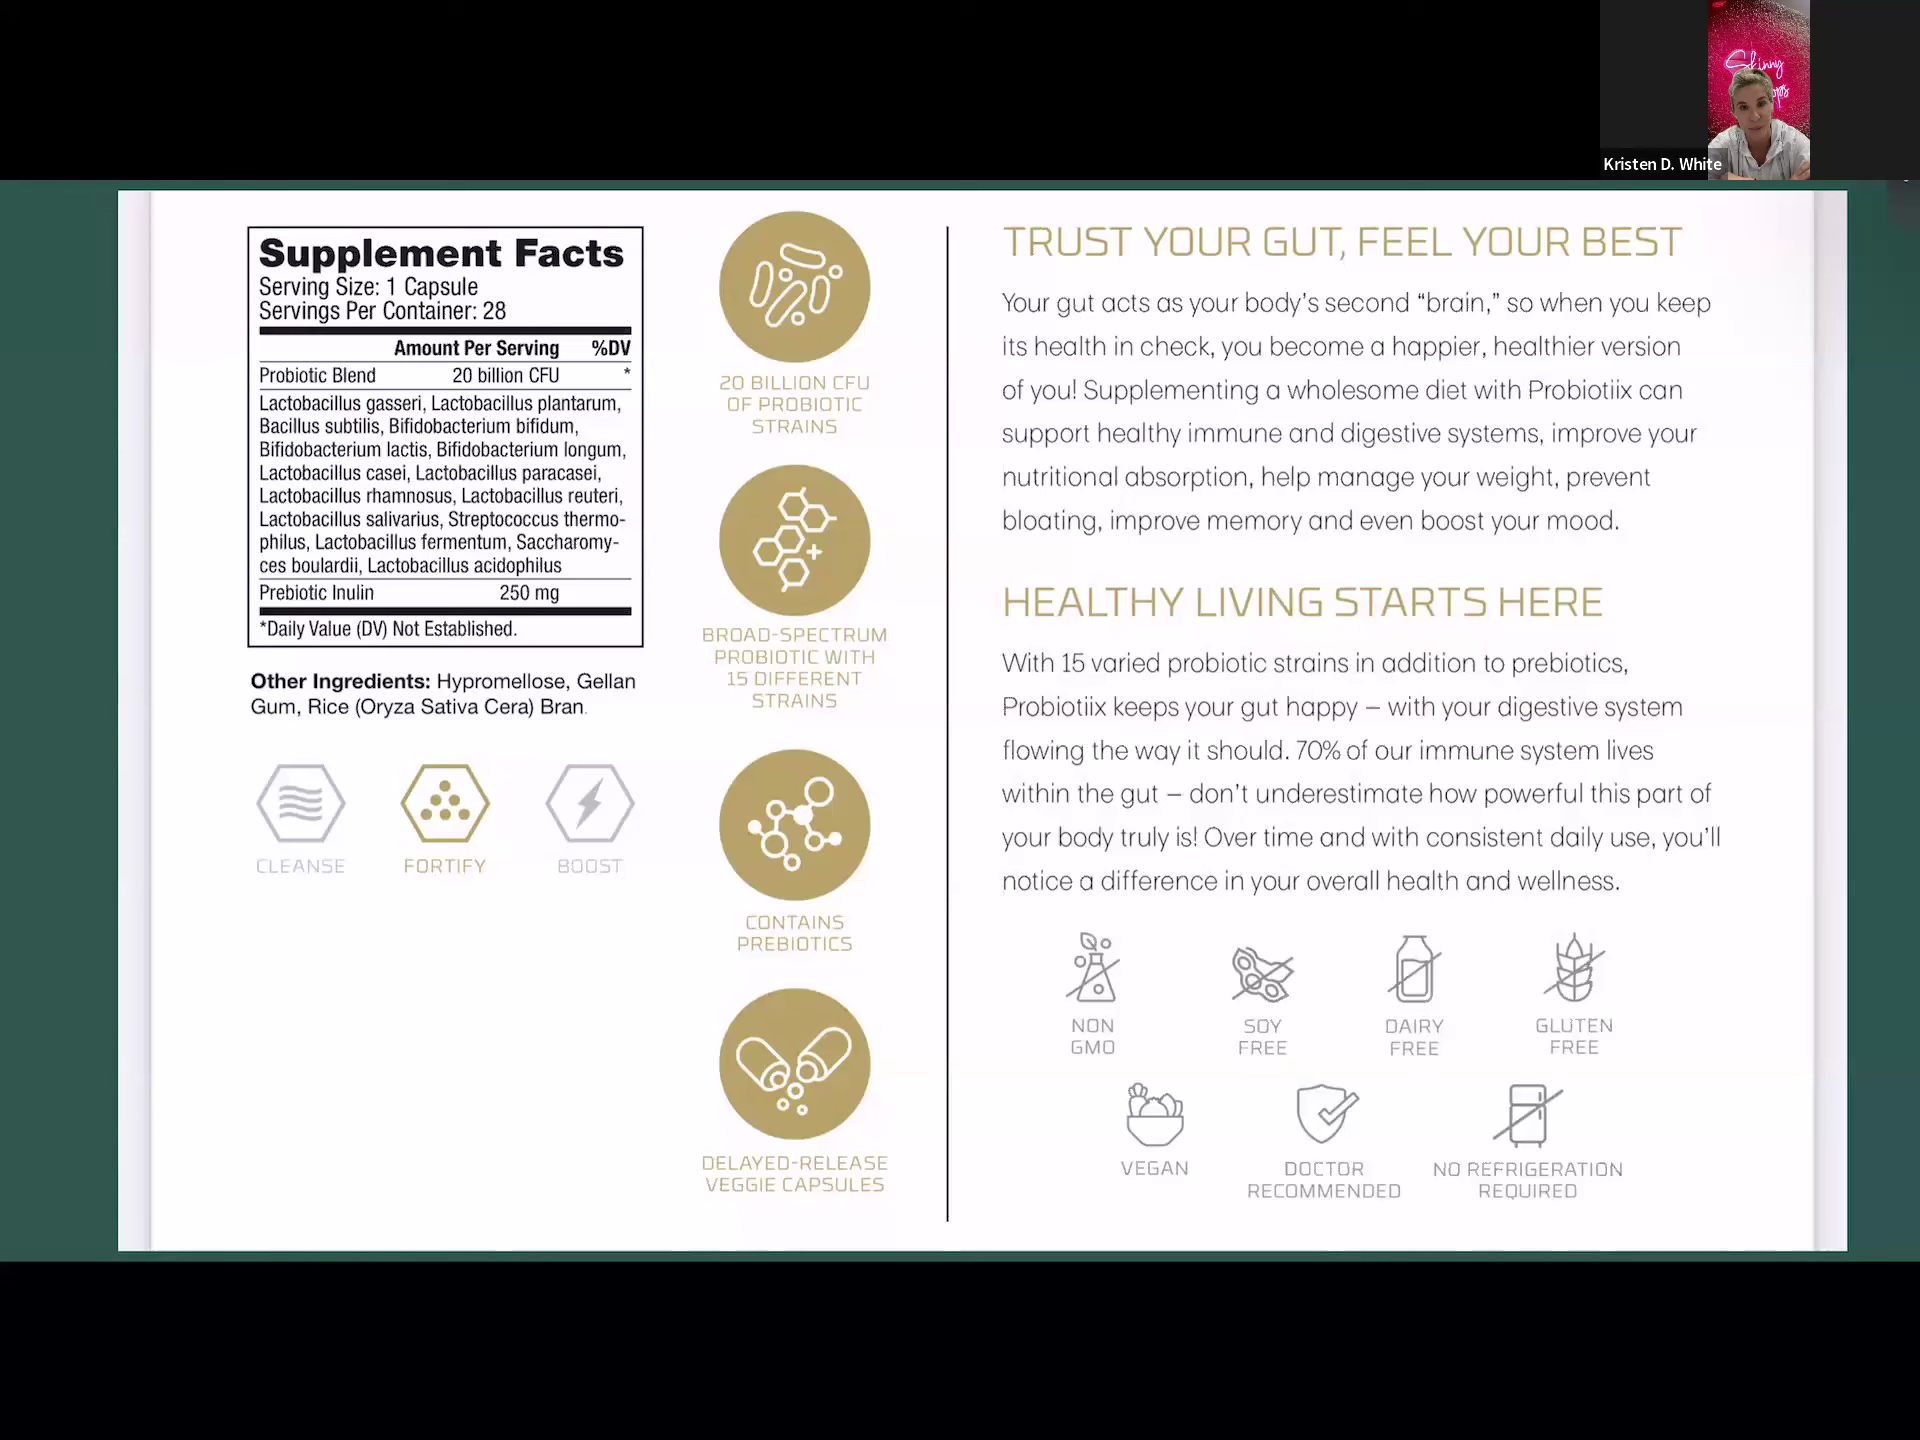 Skinny
Kristen D. White
Supplement Facts
Serving Size: 1 Capsule
Servings Per Container: 28
Amount Per Serving %DV
Probiotic Blend 20 billion CFU *
Lactobacillus gasseri, Lactobacillus plantarum,
Bacillus subtilis, Bifidobacterium bifidum,
Bifidobacterium lactis, Bifidobacterium longum,
Lactobacillus casei, Lactobacillus paracasei,
Lactobacillus rhamnosus, Lactobacillus reuteri,
Lactobacillus salivarius, Streptococcus thermo-
philus, Lactobacillus fermentum, Saccharomy-
ces boulardii, Lactobacillus acidophilus
Prebiotic Inulin 250 mg
*Daily Value (DV) Not Established.
Other Ingredients: Hypromellose, Gellan
Gum, Rice (Oryza Sativa Cera) Bran.
CLEANSE
FORTIFY
BOOST
20 BILLION CFU
OF PROBIOTIC
STRAINS
BROAD-SPECTRUM
PROBIOTIC WITH
15 DIFFERENT
STRAINS
CONTAINS
PREBIOTICS
DELAYED-RELEASE
VEGGIE CAPSULES
TRUST YOUR GUT, FEEL YOUR BEST
Your gut acts as your body's second “brain,” so when you keep
its health in check, you become a happier, healthier version
of you! Supplementing a wholesome diet with Probiotiix can
support healthy immune and digestive systems, improve your
nutritional absorption, help manage your weight, prevent
bloating, improve memory and even boost your mood.
HEALTHY LIVING STARTS HERE
With 15 varied probiotic strains in addition to prebiotics,
Probiotiix keeps your gut happy – with your digestive system
flowing the way it should. 70% of our immune system lives
within the gut – don't underestimate how powerful this part of
your body truly is! Over time and with consistent daily use, you'll
notice a difference in your overall health and wellness.
NON
GMO
SOY
FREE
DAIRY
FREE
GLUTEN
FREE
VEGAN
DOCTOR
RECOMMENDED
NO REFRIGERATION
REQUIRED